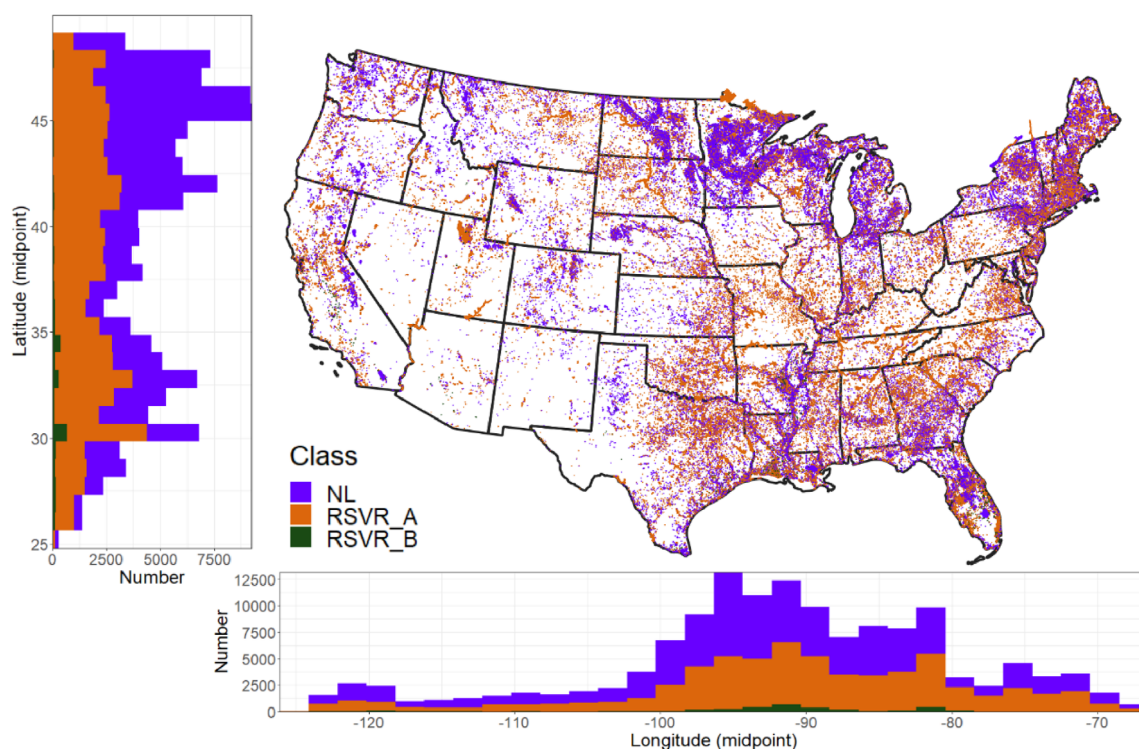 Latitude (midpoint)
45
40
35
30
25
0
2500
5000
7500
Number
Class
NL
RSVR_A
RSVR_B
Number
12500
10000
7500
5000
2500
0
-120
-110
-100
-90
-80
-70
Longitude (midpoint)